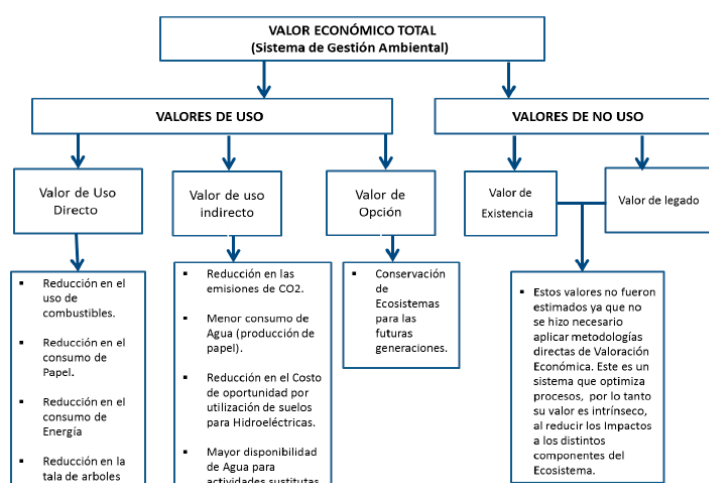 VALOR ECONÓMICO TOTAL
(Sistema de Gestión Ambiental)
VALORES DE USO
VALORES DE NO USO
Valor de Uso
Directo
Valor de uso
indirecto
Valor de
Opción
Valor de
Existencia
Valor de legado
▪ Reducción en el
uso de
combustibles.
▪ Reducción en el
consumo de
Papel.
▪ Reducción en el
consumo de
Energía
▪ Reducción en la
tala de arboles
▪ Reducción en las
emisiones de CO2.
▪ Menor consumo de
Agua (producción de
papel).
▪ Reducción en el Costo
de oportunidad por
utilización de suelos
para Hidroeléctricas.
▪ Mayor disponibilidad
de Agua para
actividades sustitutas
▪ Conservación
de
Ecosistemas
para las
futuras
generaciones.
▪ Estos valores no fueron
estimados ya que no
se hizo necesario
aplicar metodologías
directas de Valoración
Económica. Este es un
sistema que optimiza
procesos, por lo tanto
su valor es intrínseco,
al reducir los Impactos
a los distintos
componentes del
Ecosistema.